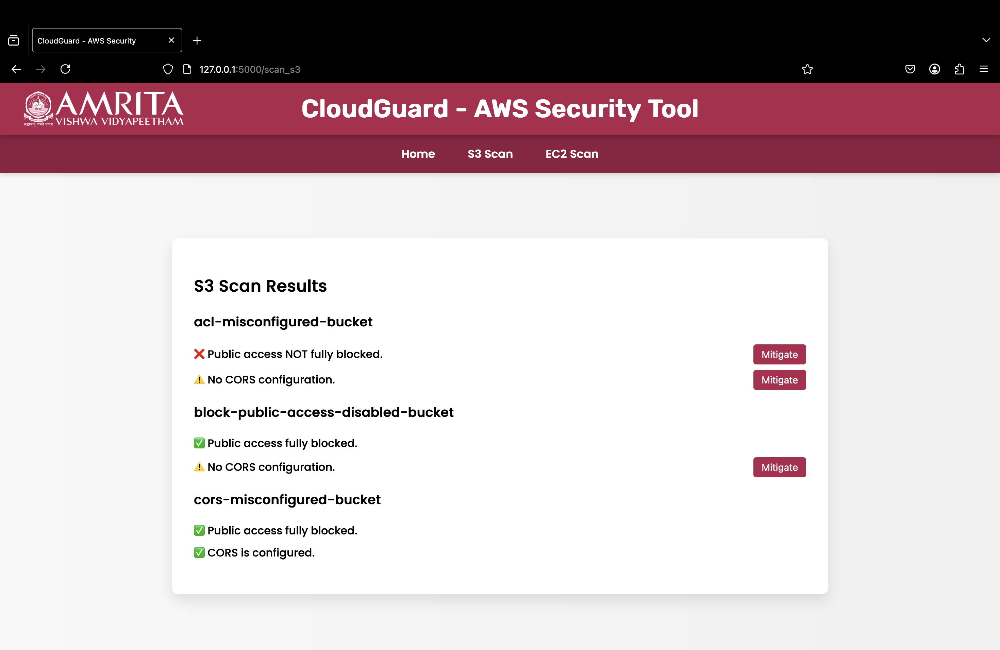 CloudGuard - AWS Security
127.0.0.1:5000/scan_s3
AMRITA
VISHWA VIDYAPEETHAM
श्रद्धावान् लभते ज्ञानम्
CloudGuard - AWS Security Tool
Home S3 Scan EC2 Scan
S3 Scan Results
acl-misconfigured-bucket
❌ Public access NOT fully blocked. Mitigate
⚠️ No CORS configuration. Mitigate
block-public-access-disabled-bucket
✅ Public access fully blocked.
⚠️ No CORS configuration. Mitigate
cors-misconfigured-bucket
✅ Public access fully blocked.
✅ CORS is configured.